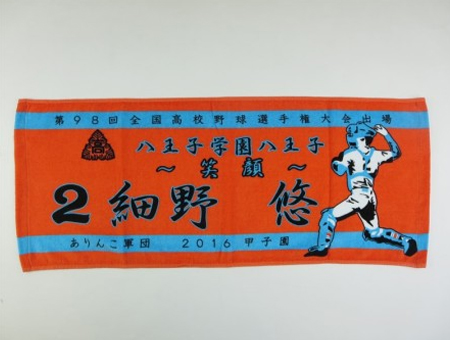 第98回全国高校野球選手権大会出場
八王子学園八王子
～笑顔～
2 細野 悠
ありんこ軍団 2016 甲子園